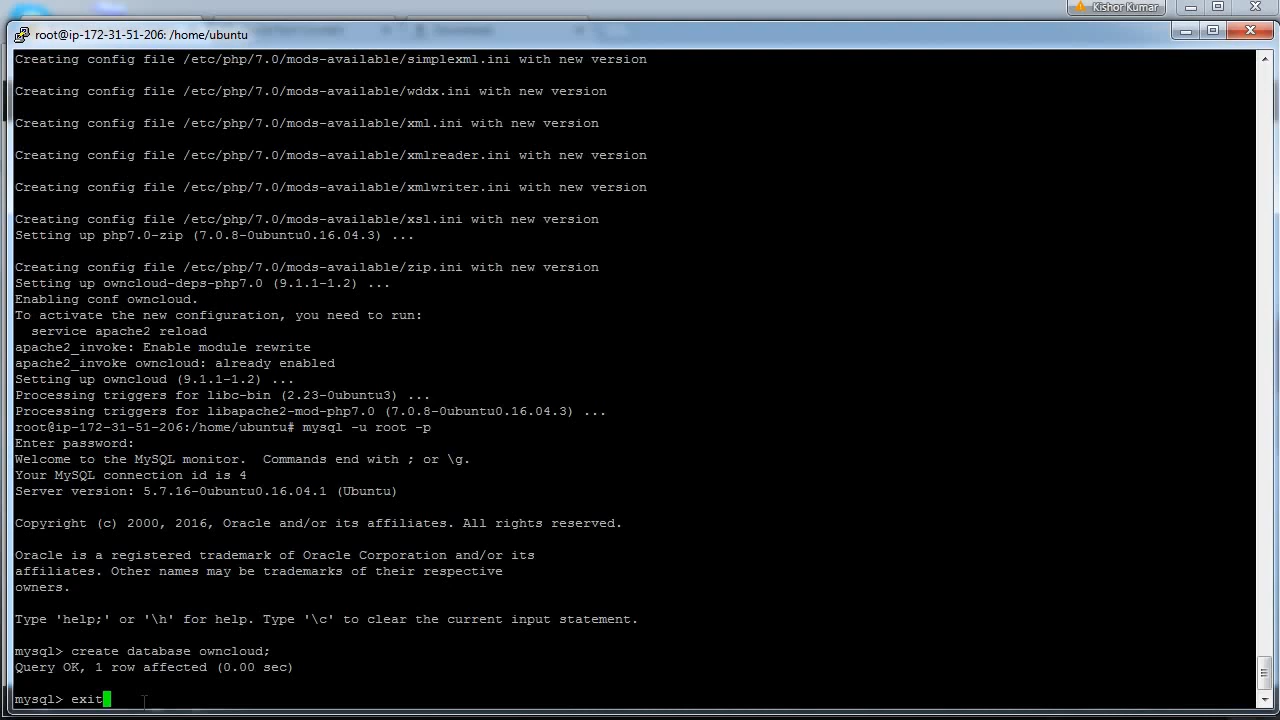 Kishor Kumar
root@ip-172-31-51-206: /home/ubuntu
Creating config file /etc/php/7.0/mods-available/simplexml.ini with new version
Creating config file /etc/php/7.0/mods-available/wddx.ini with new version
Creating config file /etc/php/7.0/mods-available/xml.ini with new version
Creating config file /etc/php/7.0/mods-available/xmlreader.ini with new version
Creating config file /etc/php/7.0/mods-available/xmlwriter.ini with new version
Creating config file /etc/php/7.0/mods-available/xsl.ini with new version
Setting up php7.0-zip (7.0.8-0ubuntu0.16.04.3) ...
Creating config file /etc/php/7.0/mods-available/zip.ini with new version
Setting up owncloud-deps-php7.0 (9.1.1-1.2) ...
Enabling conf owncloud.
To activate the new configuration, you need to run:
  service apache2 reload
apache2_invoke: Enable module rewrite
apache2_invoke owncloud: already enabled
Setting up owncloud (9.1.1-1.2) ...
Processing triggers for libc-bin (2.23-0ubuntu3) ...
Processing triggers for libapache2-mod-php7.0 (7.0.8-0ubuntu0.16.04.3) ...
root@ip-172-31-51-206:/home/ubuntu# mysql -u root -p
Enter password:
Welcome to the MySQL monitor.  Commands end with ; or \g.
Your MySQL connection id is 4
Server version: 5.7.16-0ubuntu0.16.04.1 (Ubuntu)
Copyright (c) 2000, 2016, Oracle and/or its affiliates. All rights reserved.
Oracle is a registered trademark of Oracle Corporation and/or its
affiliates. Other names may be trademarks of their respective
owners.
Type 'help;' or '\h' for help. Type '\c' to clear the current input statement.
mysql> create database owncloud;
Query OK, 1 row affected (0.00 sec)
mysql> exit